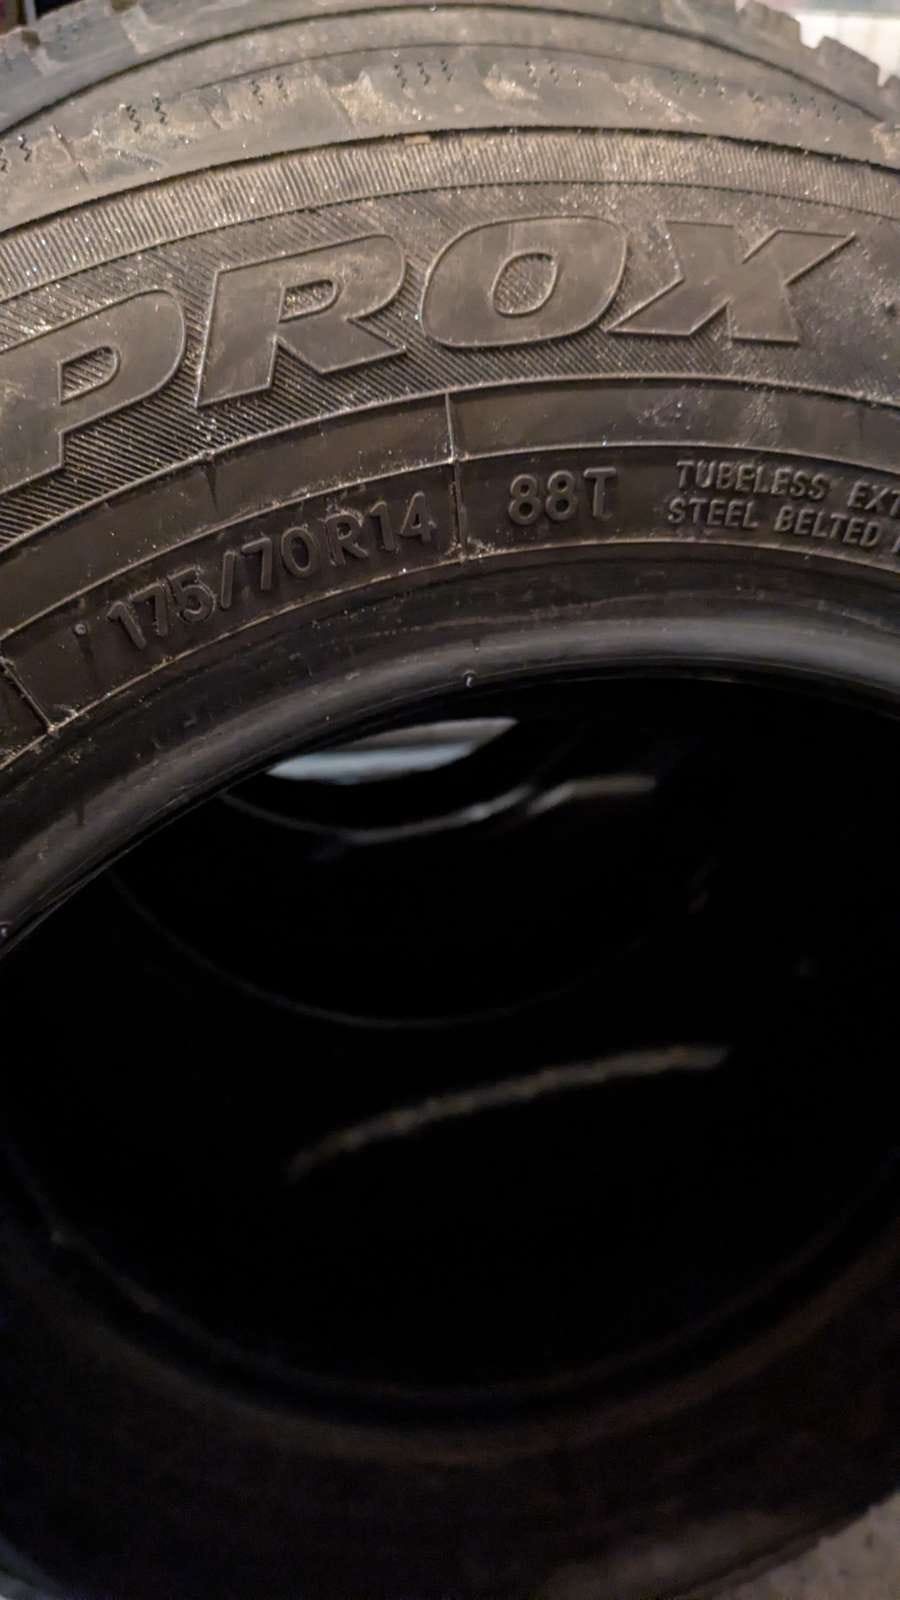 PROX
175/70R14 88T
TUBELESS
STEEL BELTED